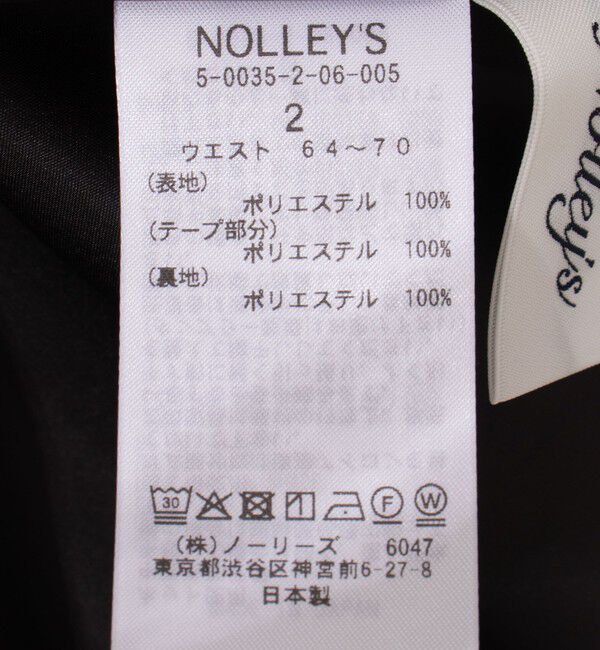 NOLLEY'S
5-0035-2-06-005
2
ウエスト 64～70
(表地)
ポリエステル 100%
(テープ部分)
ポリエステル 100%
(裏地)
ポリエステル 100%
30
F
W
(株)ノーリーズ 6047
東京都渋谷区神宮前6-27-8
日本製
Nolley's